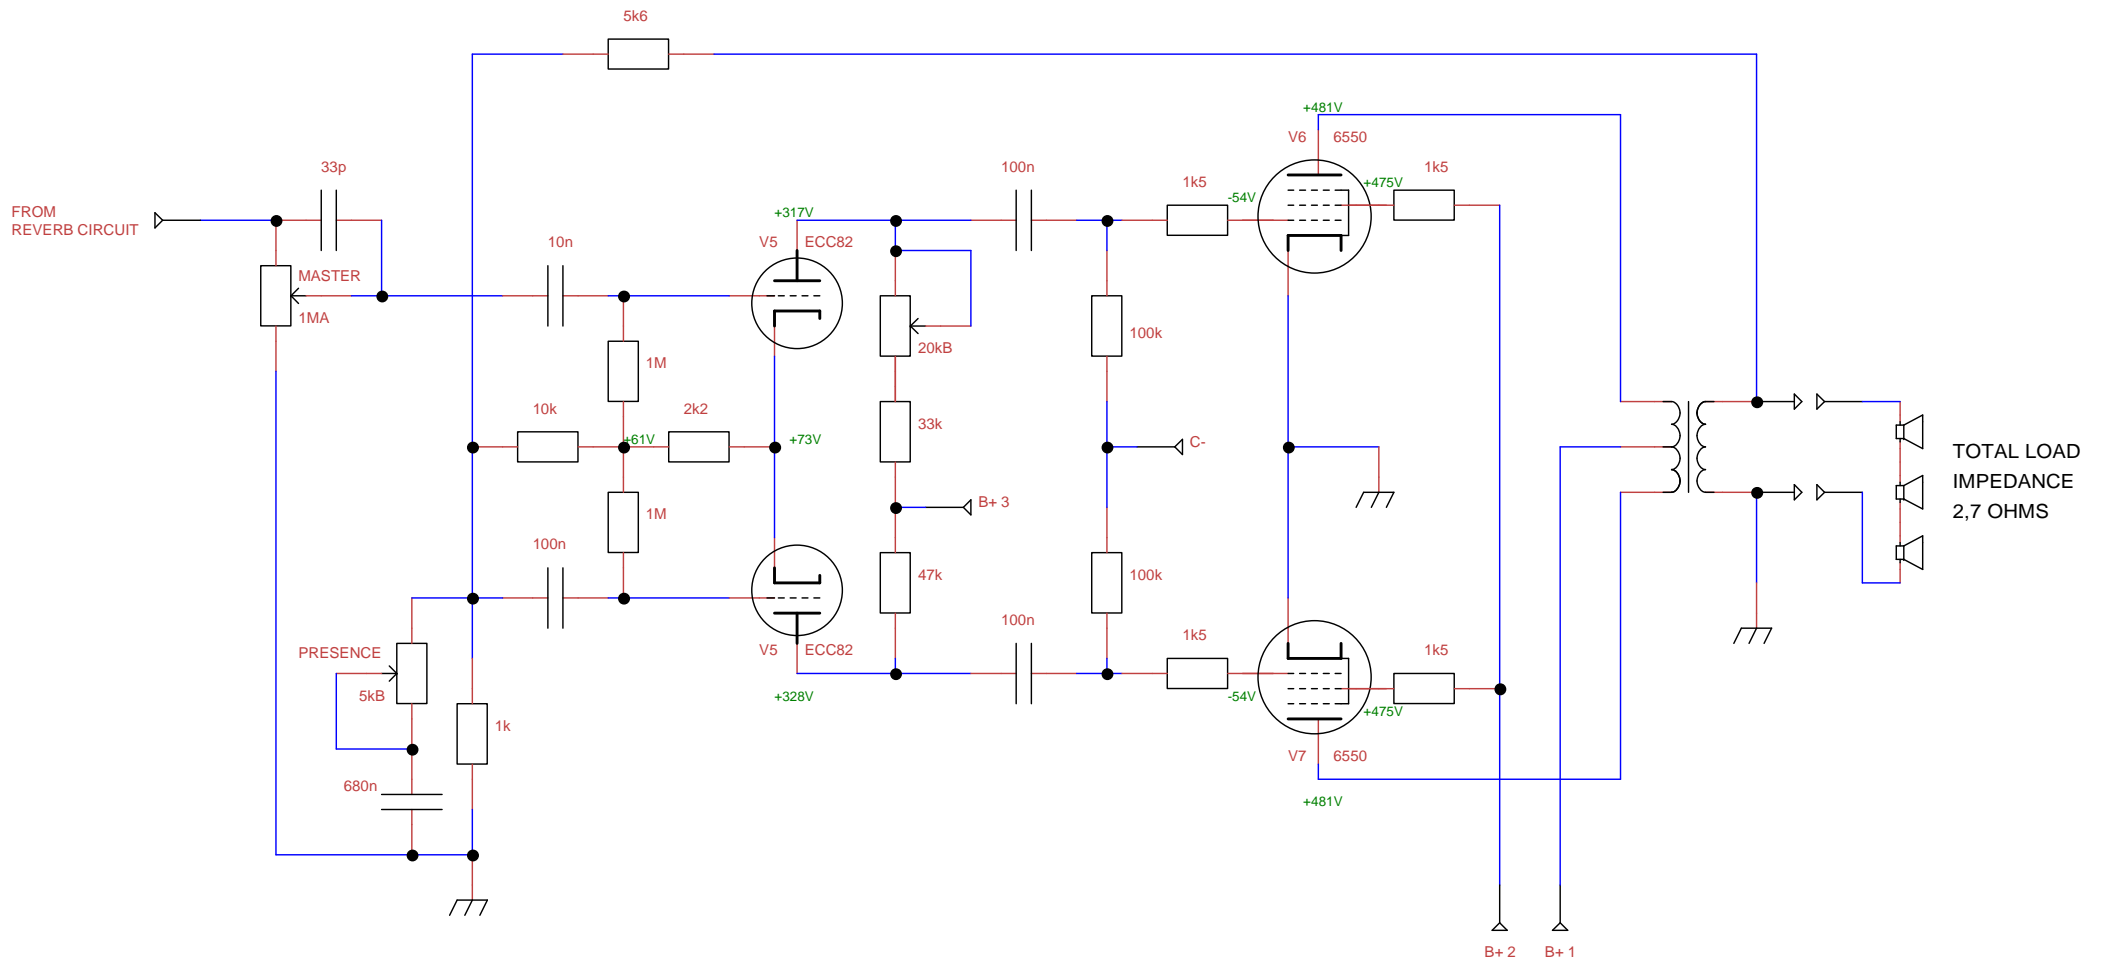 5k6
+481V
V6 6550
33p
100n
1k5
+475V
1k5
-54V
FROM
REVERB CIRCUIT
+317V
V5 ECC82
10n
MASTER
1MA
20kB
100k
1M
10k
2k2
33k
+61V
+73V
C-
TOTAL LOAD
IMPEDANCE
2,7 OHMS
B+ 3
1M
100n
47k
100k
100n
1k5
1k5
PRESENCE
5kB
V5 ECC82
+328V
-54V
+475V
1k
V7 6550
680n
+481V
B+ 2
B+ 1